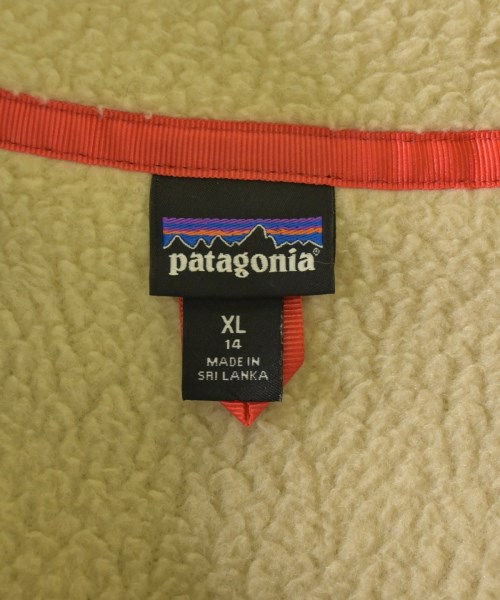 patagonia®
XL
14
MADE IN
SRI LANKA